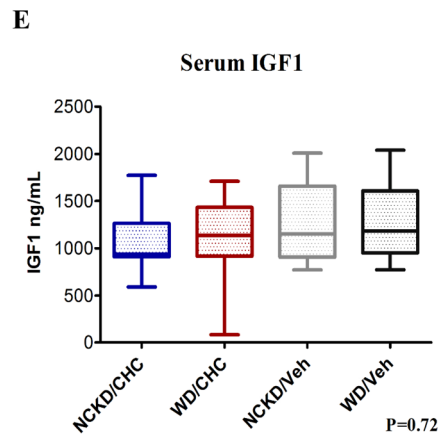 E
Serum IGF1
IGF1 ng/mL
2500
2000
1500
1000
500
0
NCKD/CHC
WD/CHC
NCKD/Veh
WD/Veh
P=0.72